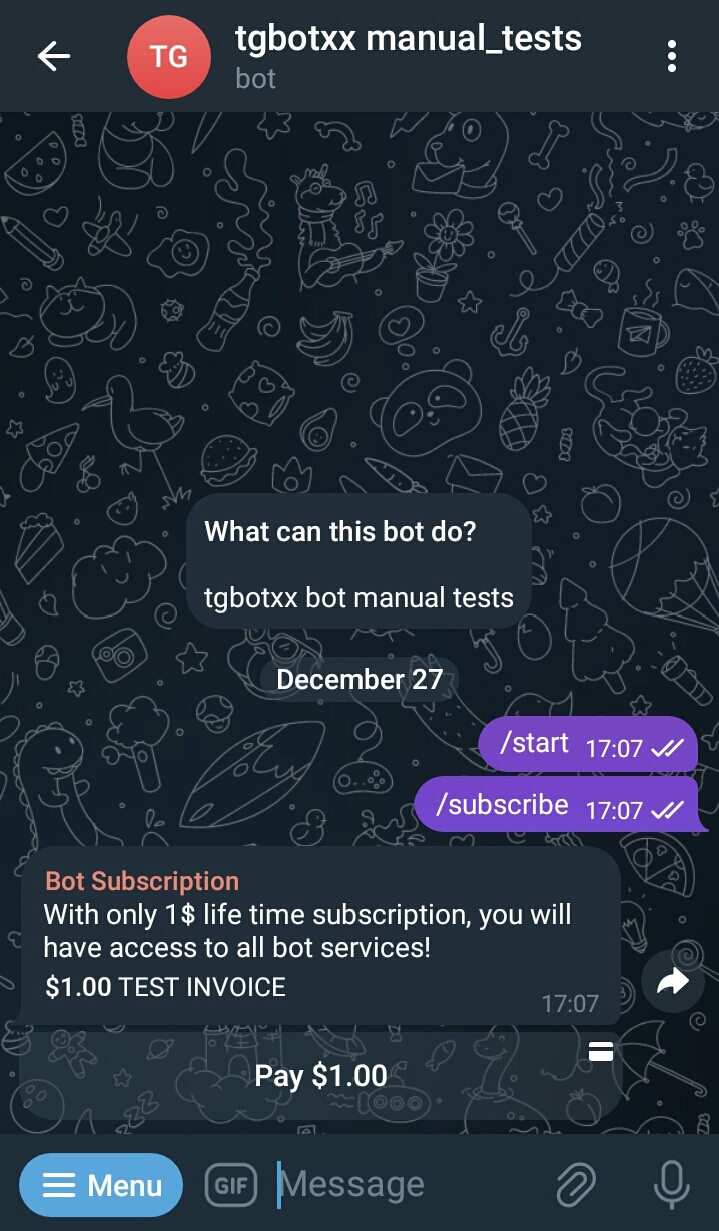 TG
tgbotxx manual_tests
bot
What can this bot do?
tgbotxx bot manual tests
December 27
/start 17:07
/subscribe 17:07
Bot Subscription
With only 1$ life time subscription, you will
have access to all bot services!
$1.00 TEST INVOICE
17:07
Pay $1.00
Menu
GIF
Message